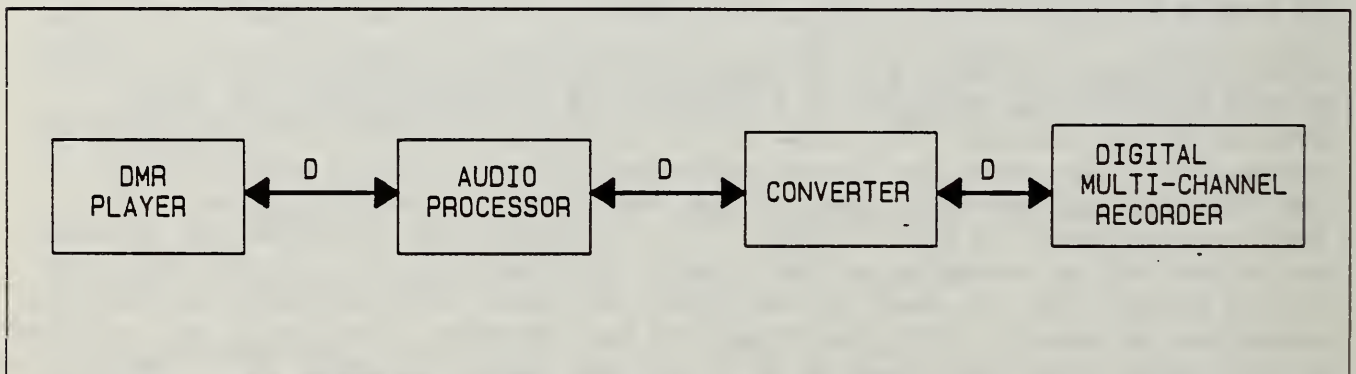 DMR
PLAYER
D
AUDIO
PROCESSOR
D
CONVERTER
D
DIGITAL
MULTI-CHANNEL
RECORDER